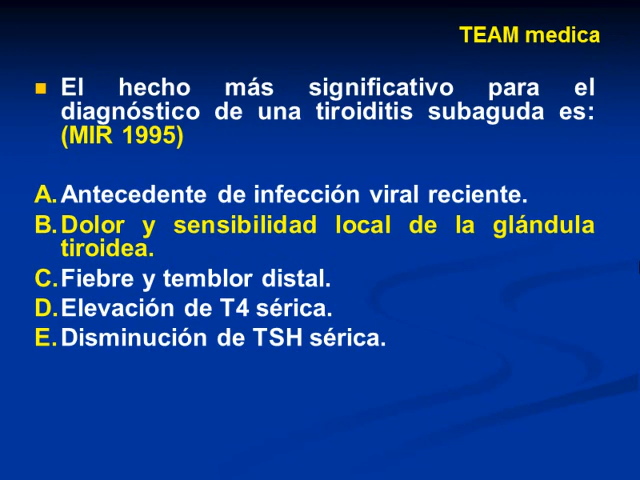 TEAM medica
El hecho más significativo para el
diagnóstico de una tiroiditis subaguda es:
(MIR 1995)
A. Antecedente de infección viral reciente.
B. Dolor y sensibilidad local de la glándula
tiroidea.
C. Fiebre y temblor distal.
D. Elevación de T4 sérica.
E. Disminución de TSH sérica.